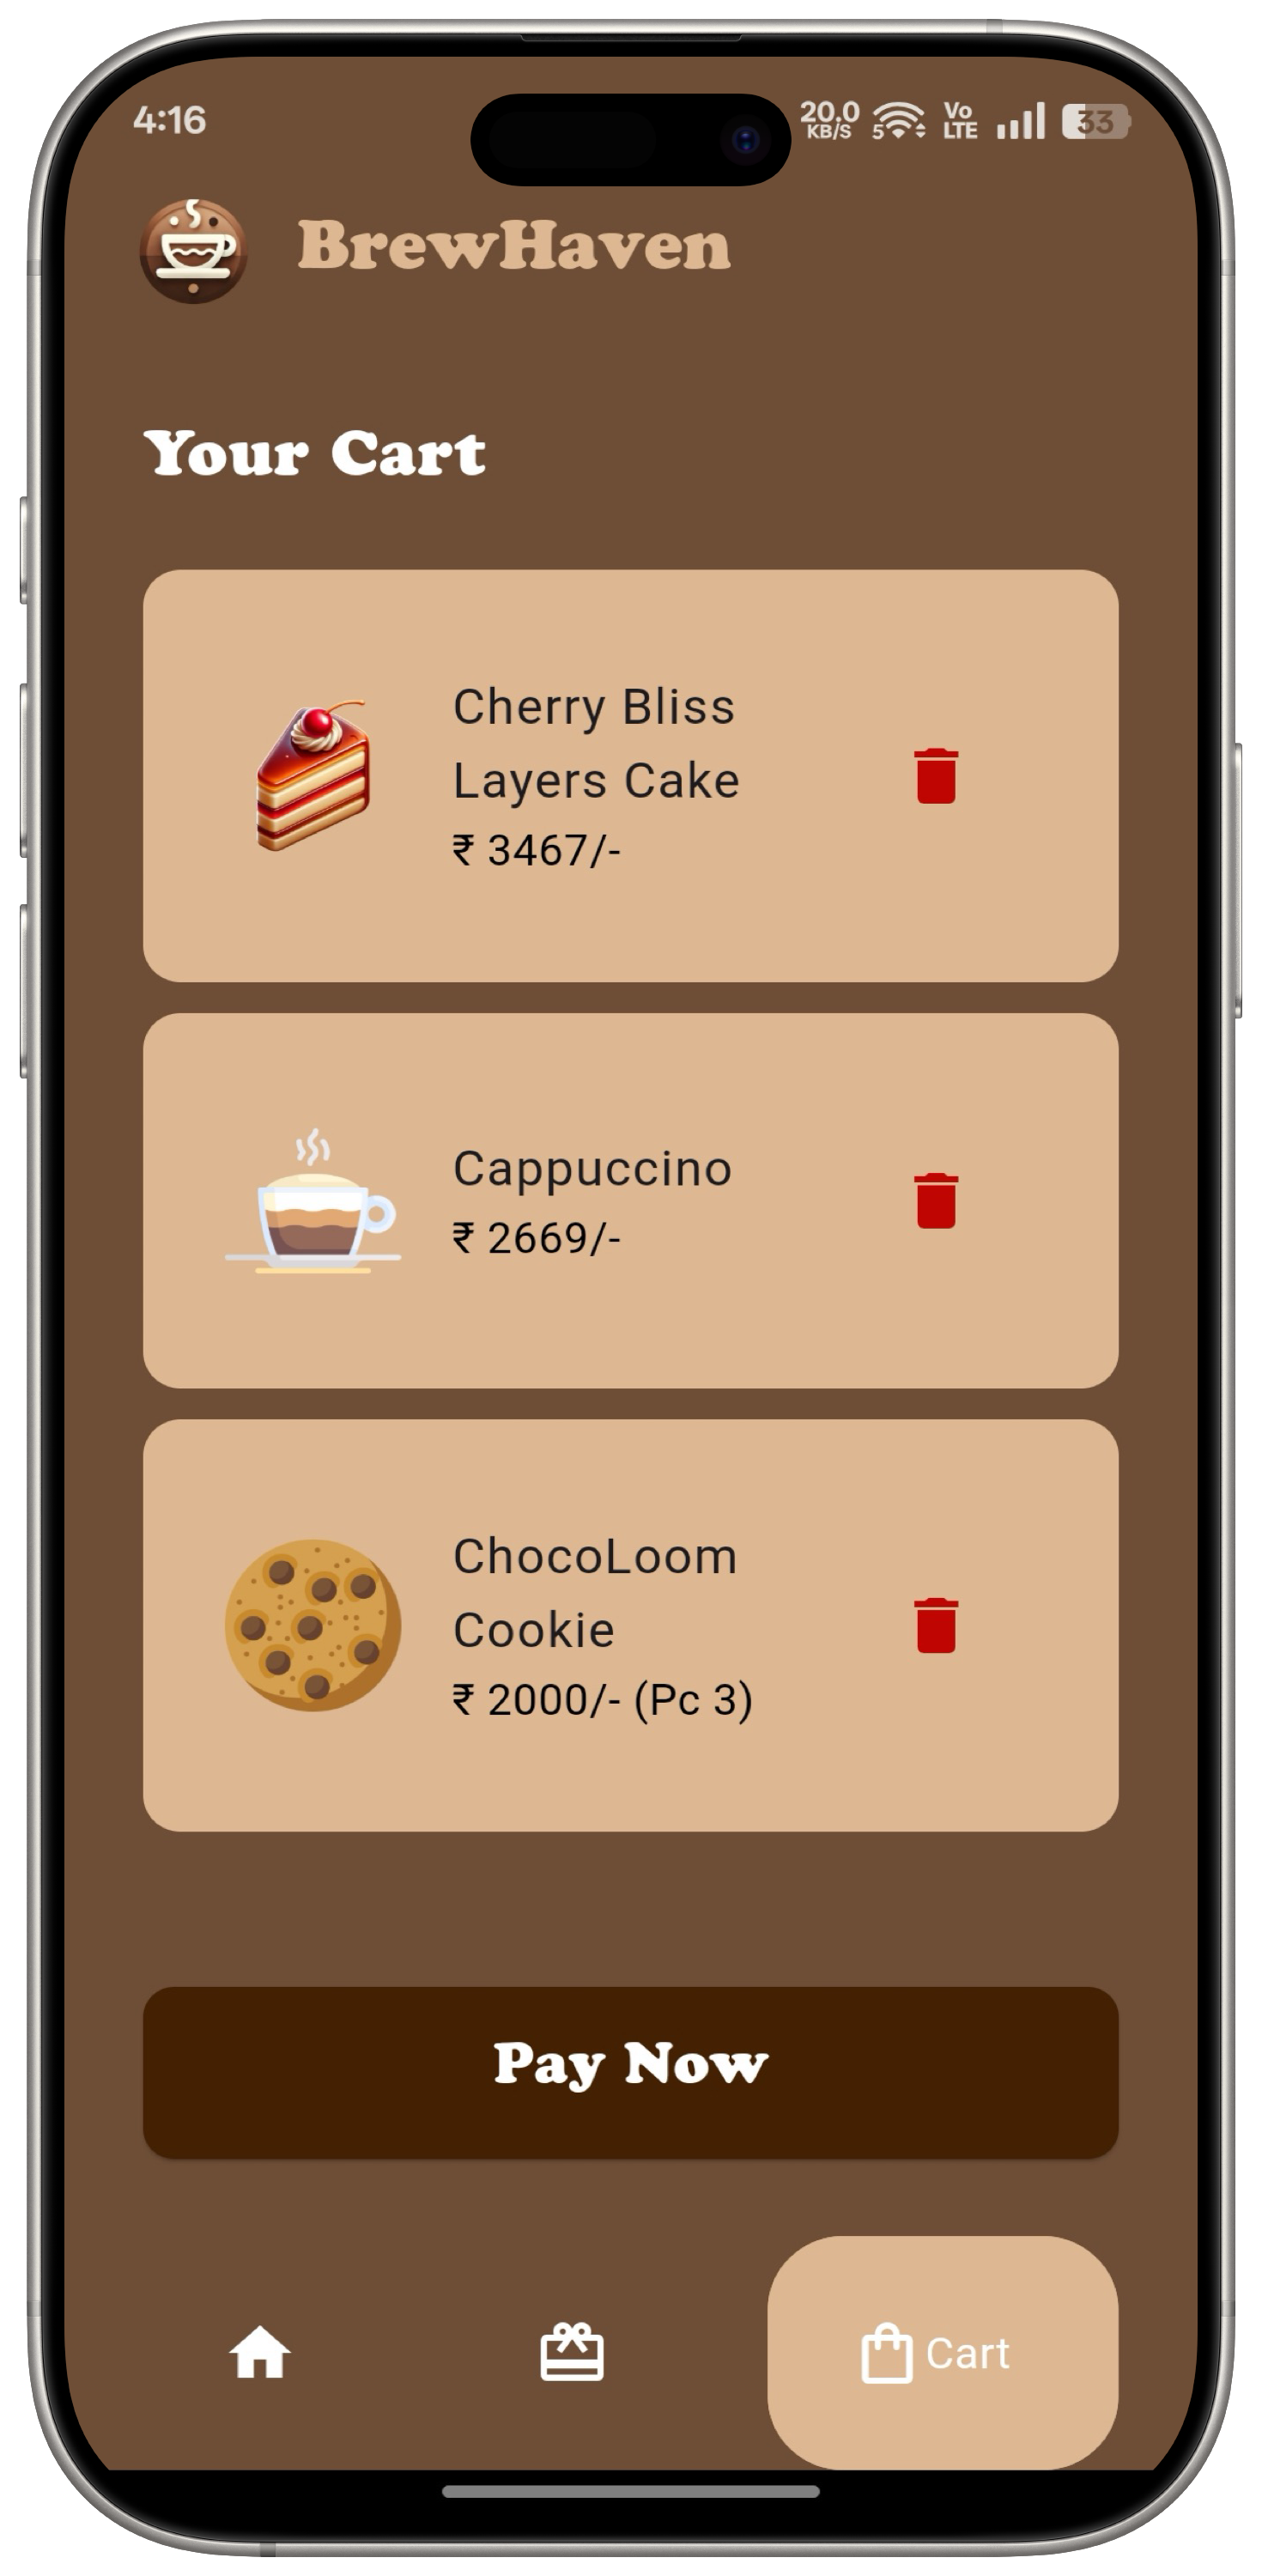 4:16
20.0
KB/S
5
Vo
LTE
33
BrewHaven
Your Cart
Cherry Bliss
Layers Cake
₹ 3467/-
Cappuccino
₹ 2669/-
ChocoLoom
Cookie
₹ 2000/- (Pc 3)
Pay Now
Cart